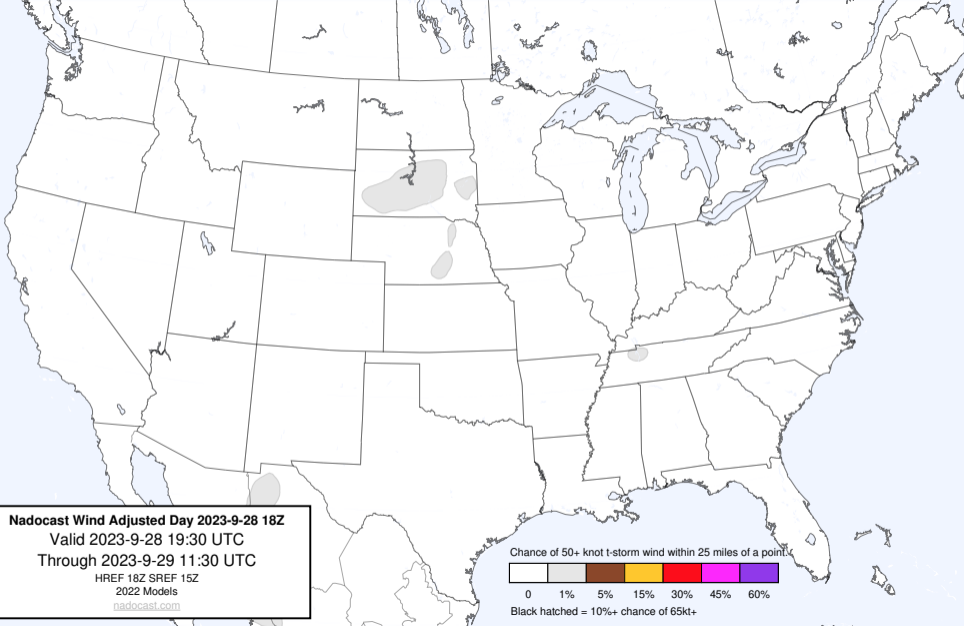 Nadocast Wind Adjusted Day 2023-9-28 18Z
Valid 2023-9-28 19:30 UTC
Through 2023-9-29 11:30 UTC
HREF 18Z SREF 15Z
2022 Models
nadocast.com
Chance of 50+ knot t-storm wind within 25 miles of a point.
0 1% 5% 15% 30% 45% 60%
Black hatched = 10%+ chance of 65kt+